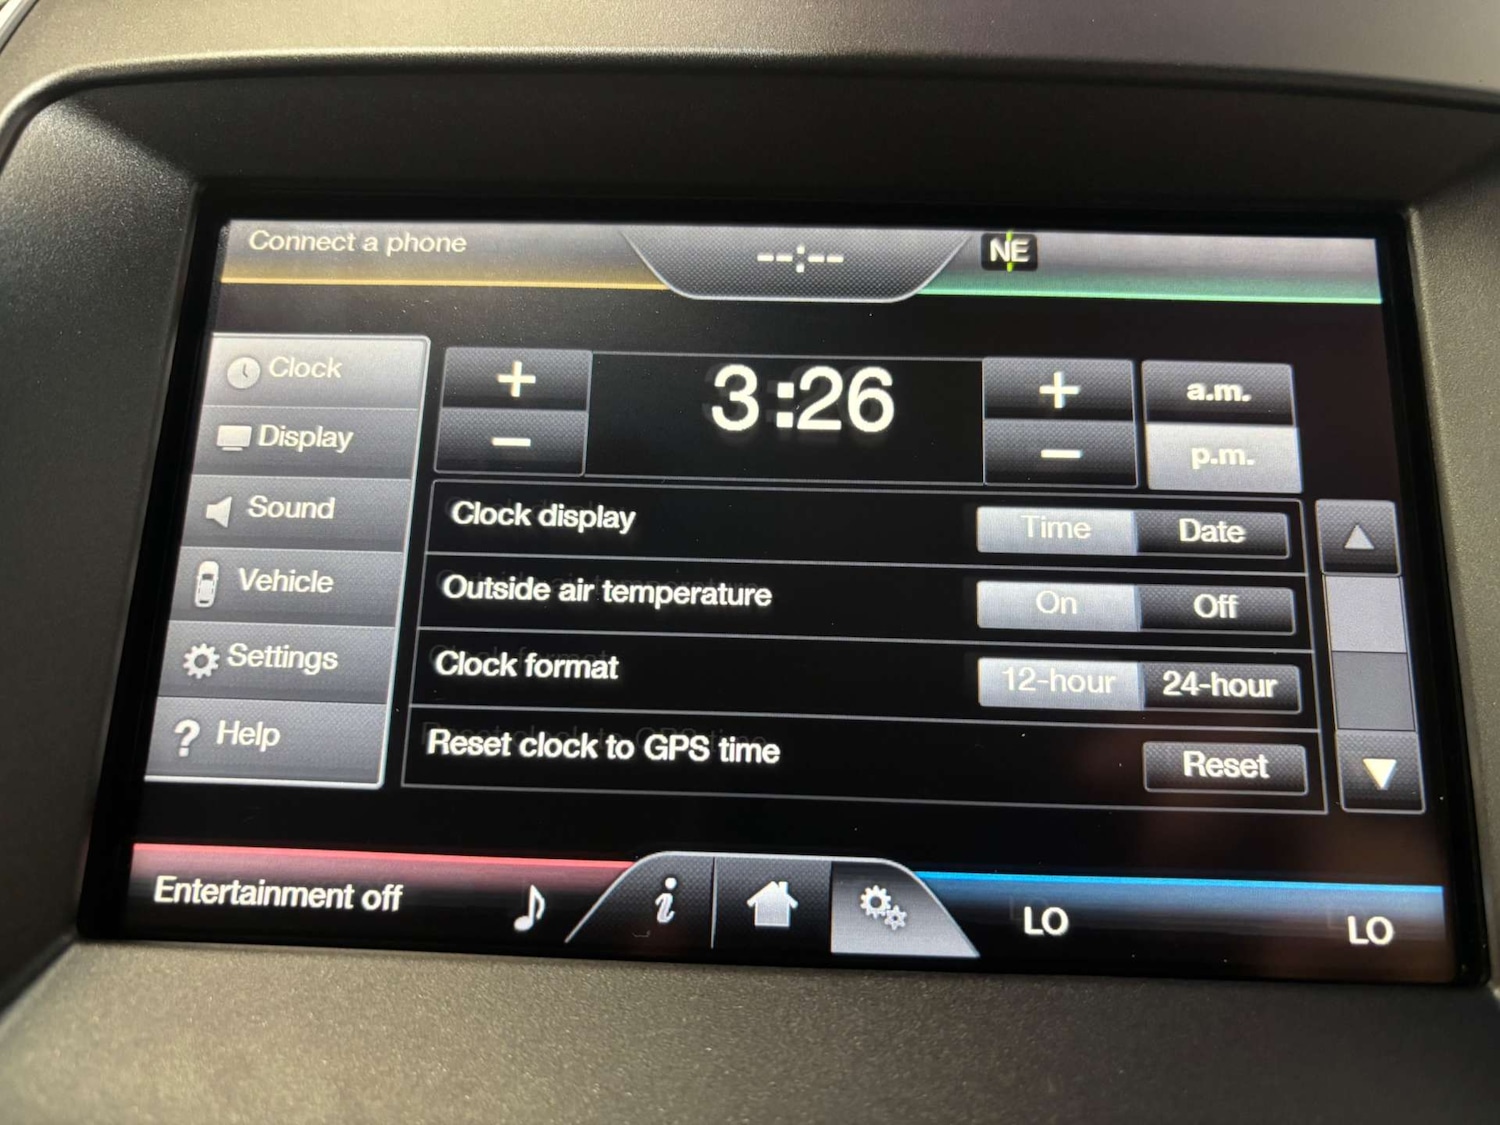 Connect a phone
--:--
NE
Clock
+
3:26
+
a.m.
Display
−
−
p.m.
Sound
Clock display
Time
Date
Vehicle
Outside air temperature
On
Off
Settings
Clock format
12-hour
24-hour
? Help
Reset clock to GPS time
Reset
Entertainment off
i
LO
LO